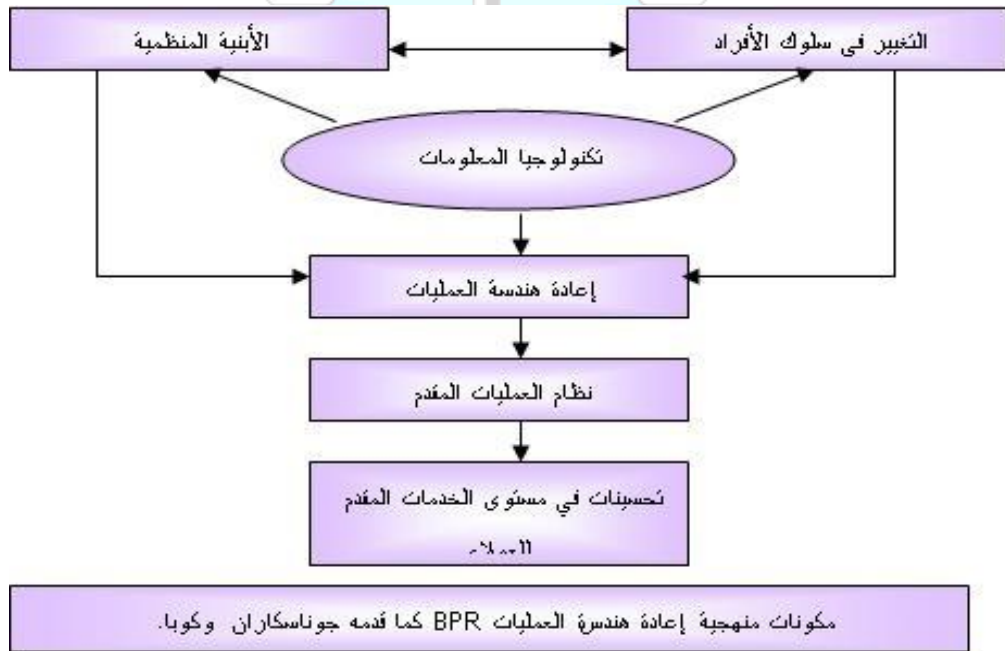 التغيير فى سلوك الأفراد
الأبنية المنظمية
تكنولوجيا المعلومات
إعادة هندسة العمليات
نظام العمليات المقدم
تحسينات في مستوى الخدمات المقدم
مكونات منهجية إعادة هندسة العمليات BPR كما قدمه جوناسكاران وكوبا.